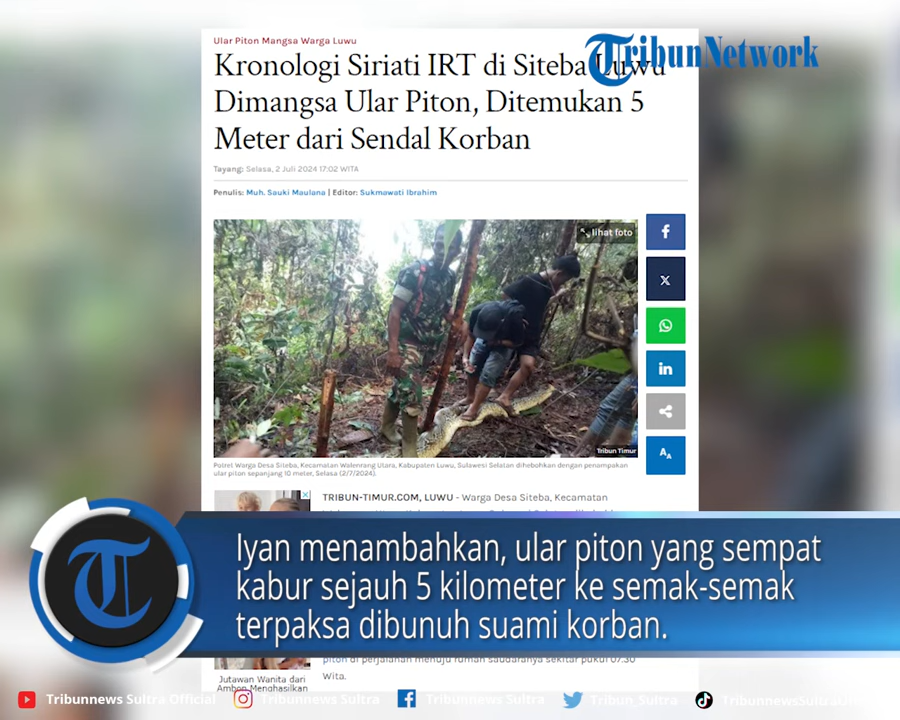 Ular Piton Mangsa Warga Luwu
TribunNetwork
Kronologi Siriati IRT di Siteba Luwu
Dimangsa Ular Piton, Ditemukan 5
Meter dari Sendal Korban
Tayang: Selasa, 2 Juli 2024 17:02 WITA
Penulis: Muh. Sauki Maulana | Editor: Sukmawati Ibrahim
lihat foto
Tribun Timur
Potret Warga Desa Siteba, Kecamatan Walenrang Utara, Kabupaten Luwu, Sulawesi Selatan dihebohkan dengan penampakan
ular piton sepanjang 10 meter, Selasa (2/7/2024).
TRIBUN-TIMUR.COM, LUWU - Warga Desa Siteba, Kecamatan
Iyan menambahkan, ular piton yang sempat
kabur sejauh 5 kilometer ke semak-semak
terpaksa dibunuh suami korban.
piton di perjalanan menuju rumah saudaranya sekitar pukul 07.30
Wita.
Jutawan Wanita dari
Ambon Menghasilkan
Tribunnews Sultra Official
Tribunnews Sultra
Tribunnews Sultra
Tribun_Sultra